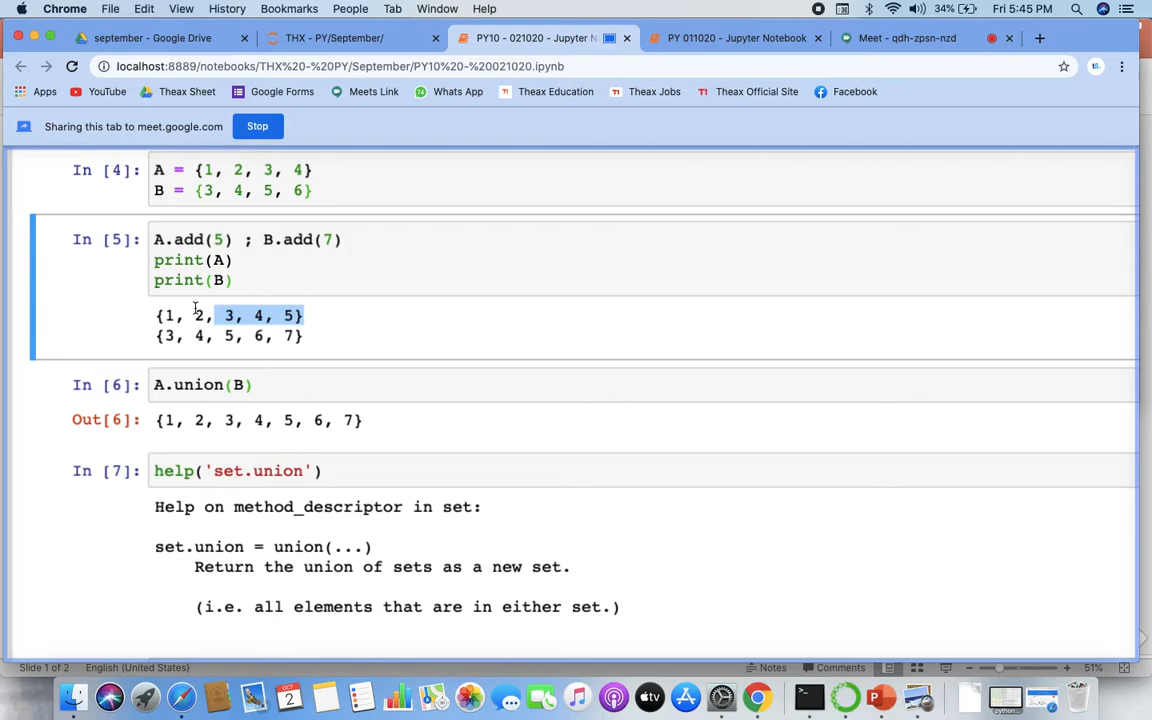 Chrome File Edit View History Bookmarks People Tab Window Help 34% Fri 5:45 PM
september - Google Drive THX - PY/September/ PY10 - 021020 - Jupyter N PY 011020 - Jupyter Notebook Meet - qdh-zpsn-nzd
localhost:8889/notebooks/THX%20-%20PY/September/PY10%20-%20021020.ipynb
Apps YouTube Theax Sheet Google Forms Meets Link Whats App Theax Education Theax Jobs Theax Official Site Facebook
Sharing this tab to meet.google.com Stop
In [4]: A = {1, 2, 3, 4}
B = {3, 4, 5, 6}
In [5]: A.add(5) ; B.add(7)
print(A)
print(B)
{1, 2, 3, 4, 5}
{3, 4, 5, 6, 7}
In [6]: A.union(B)
Out[6]: {1, 2, 3, 4, 5, 6, 7}
In [7]: help('set.union')
Help on method_descriptor in set:
set.union = union(...)
Return the union of sets as a new set.
(i.e. all elements that are in either set.)
Slide 1 of 2 English (United States) Notes Comments 51%
OCT
2